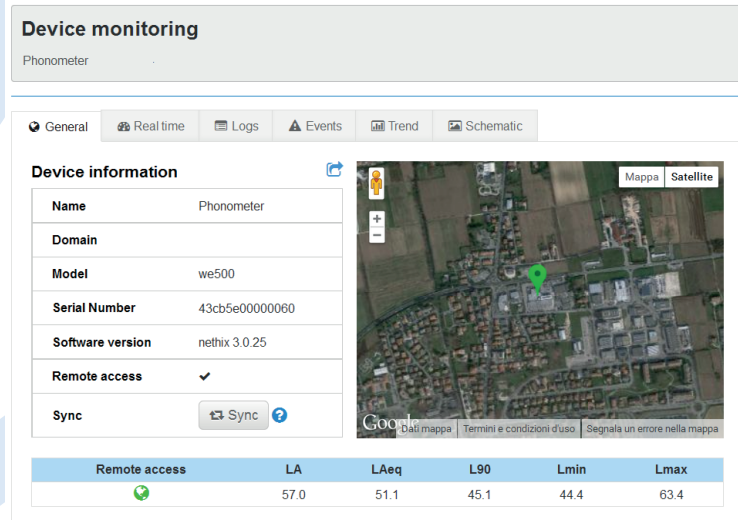 Device monitoring
Phonometer
General Real time Logs Events Trend Schematic
Device information
Name Phonometer
Domain
Model we500
Serial Number 43cb5e00000060
Software version nethix 3.0.25
Remote access
Sync Sync ?
Mappa Satellite
+
−
Google Dati mappa Termini e condizioni d'uso Segnala un errore nella mappa
Remote access LA LAeq L90 Lmin Lmax
57.0 51.1 45.1 44.4 63.4